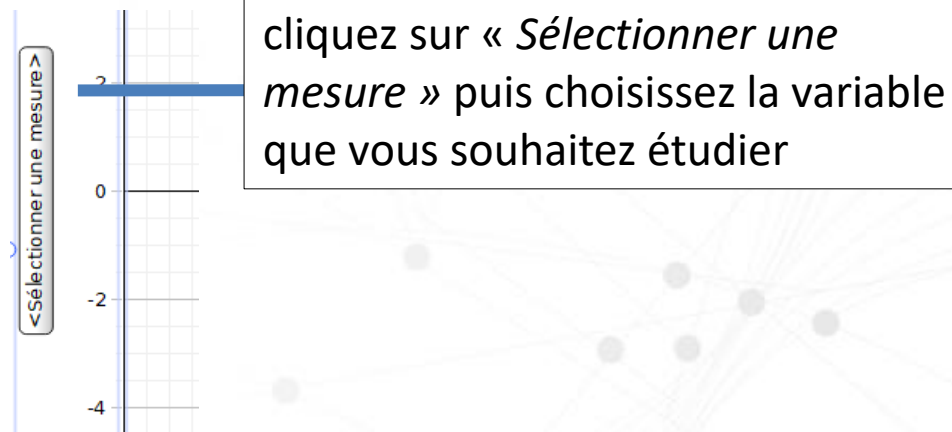 cliquez sur « Sélectionner une
mesure » puis choisissez la variable
que vous souhaitez étudier
<Sélectionner une mesure>
2
0
-2
-4